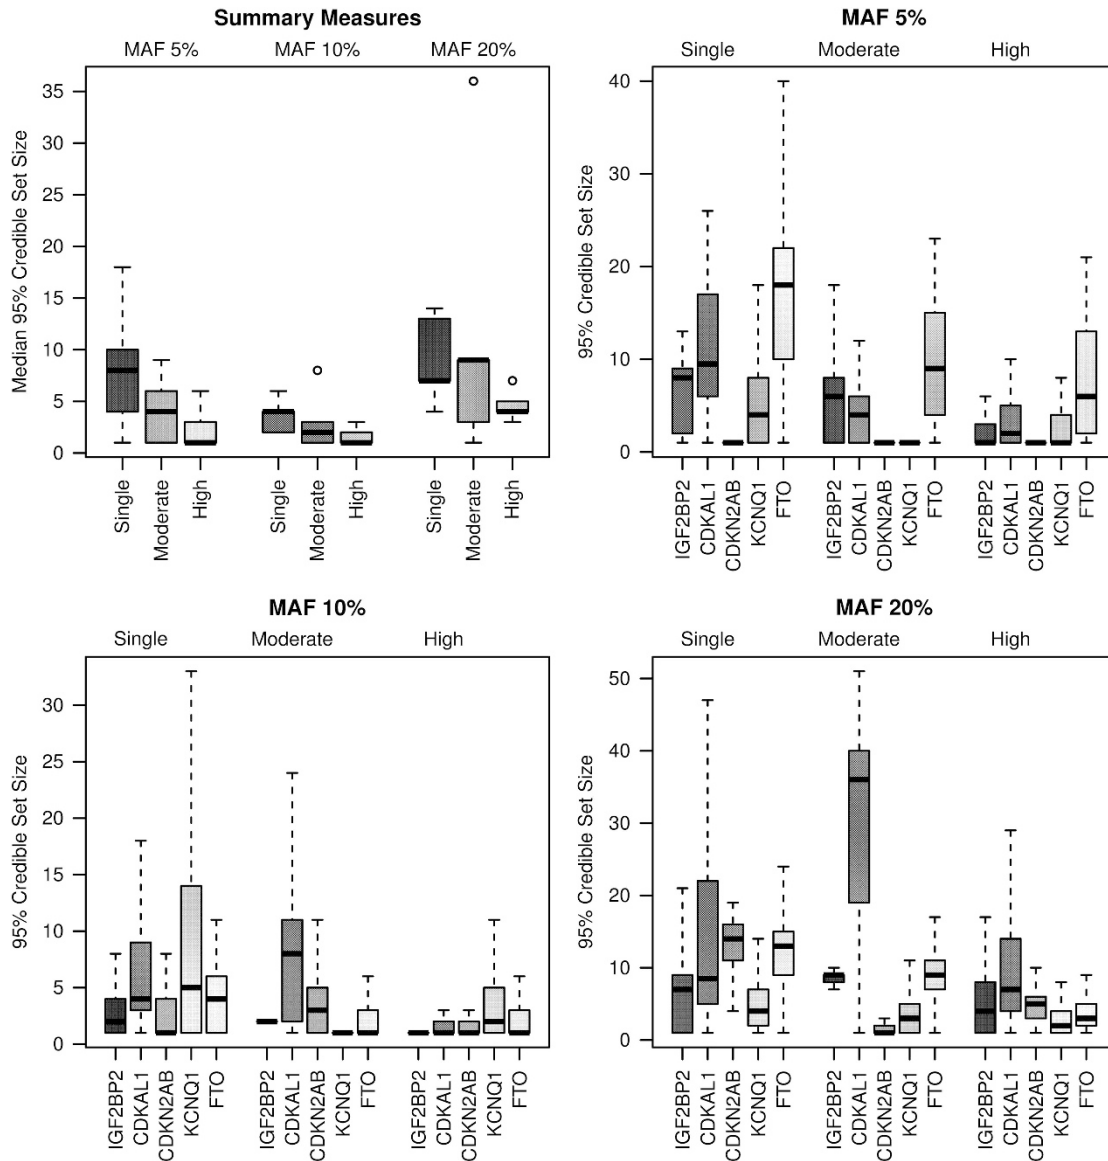 Summary Measures
MAF 5% MAF 10% MAF 20%
Median 95% Credible Set Size
35
30
25
20
15
10
5
0
Single Moderate High Single Moderate High Single Moderate High
MAF 5%
Single Moderate High
95% Credible Set Size
40
30
20
10
0
IGF2BP2 CDKAL1 CDKN2AB KCNQ1 FTO IGF2BP2 CDKAL1 CDKN2AB KCNQ1 FTO IGF2BP2 CDKAL1 CDKN2AB KCNQ1 FTO
MAF 10%
Single Moderate High
95% Credible Set Size
30
25
20
15
10
5
0
IGF2BP2 CDKAL1 CDKN2AB KCNQ1 FTO IGF2BP2 CDKAL1 CDKN2AB KCNQ1 FTO IGF2BP2 CDKAL1 CDKN2AB KCNQ1 FTO
MAF 20%
Single Moderate High
95% Credible Set Size
50
40
30
20
10
0
IGF2BP2 CDKAL1 CDKN2AB KCNQ1 FTO IGF2BP2 CDKAL1 CDKN2AB KCNQ1 FTO IGF2BP2 CDKAL1 CDKN2AB KCNQ1 FTO